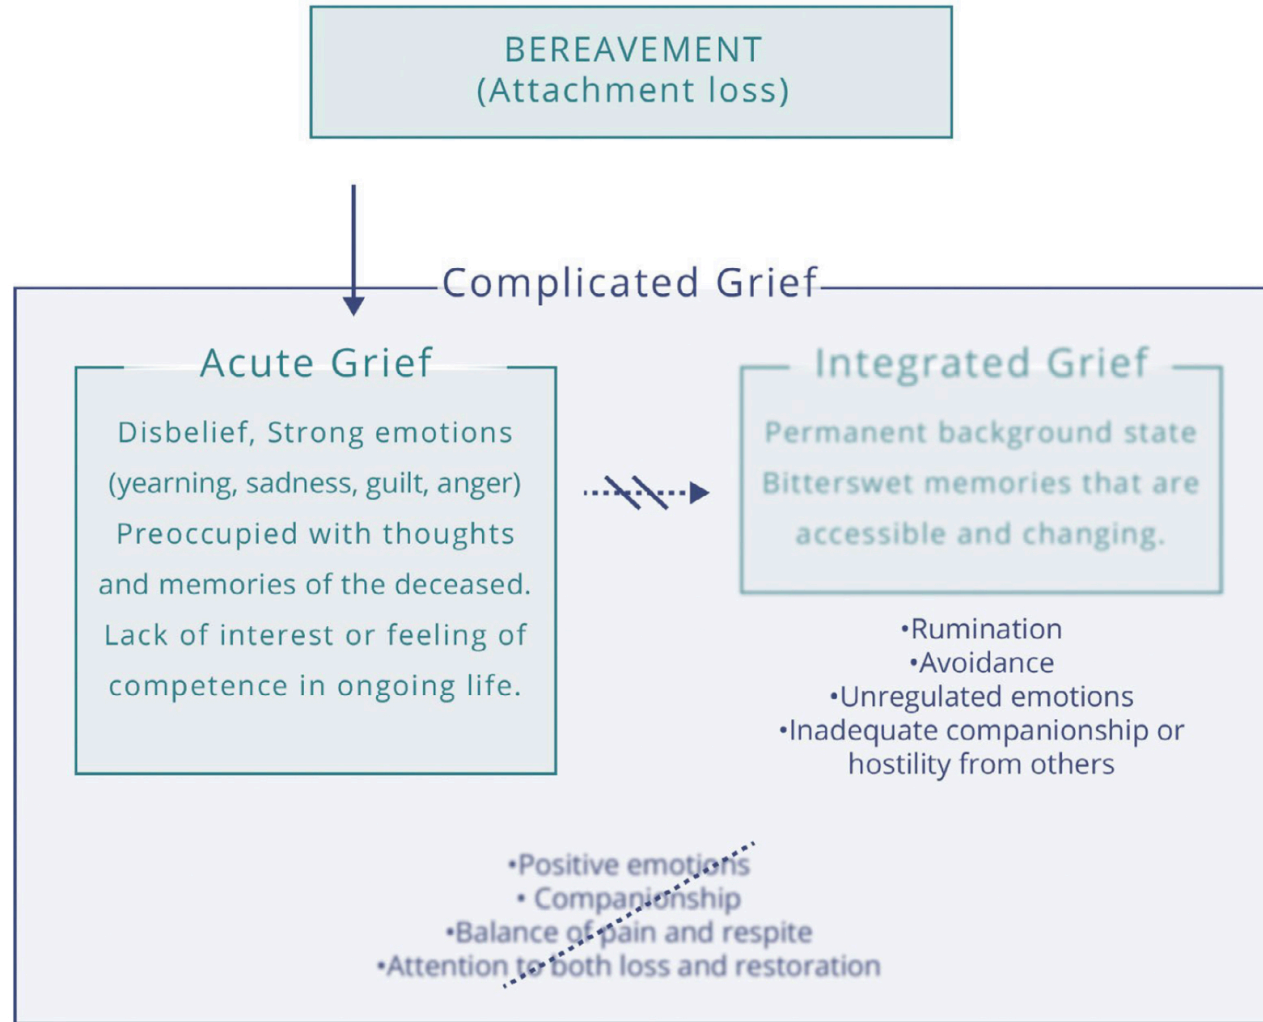 BEREAVEMENT
(Attachment loss)
Complicated Grief
Acute Grief
Disbelief, Strong emotions
(yearning, sadness, guilt, anger)
Preoccupied with thoughts
and memories of the deceased.
Lack of interest or feeling of
competence in ongoing life.
Integrated Grief
Permanent background state
Bitterswet memories that are
accessible and changing.
•Rumination
•Avoidance
•Unregulated emotions
•Inadequate companionship or
hostility from others
•Positive emotions
• Companionship
•Balance of pain and respite
•Attention to both loss and restoration